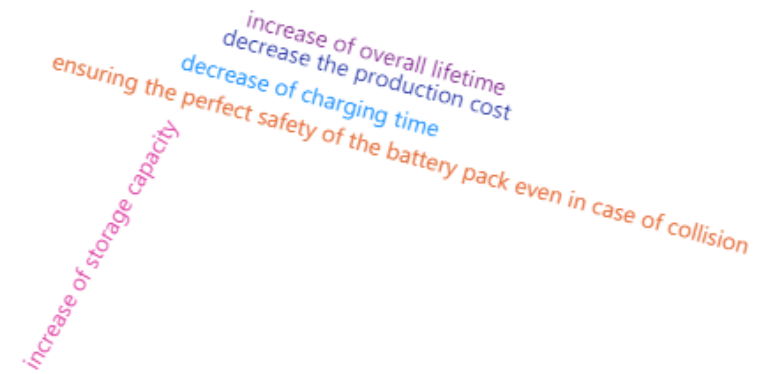 increase of overall lifetime
decrease the production cost
decrease of charging time
ensuring the perfect safety of the battery pack even in case of collision
increase of storage capacity